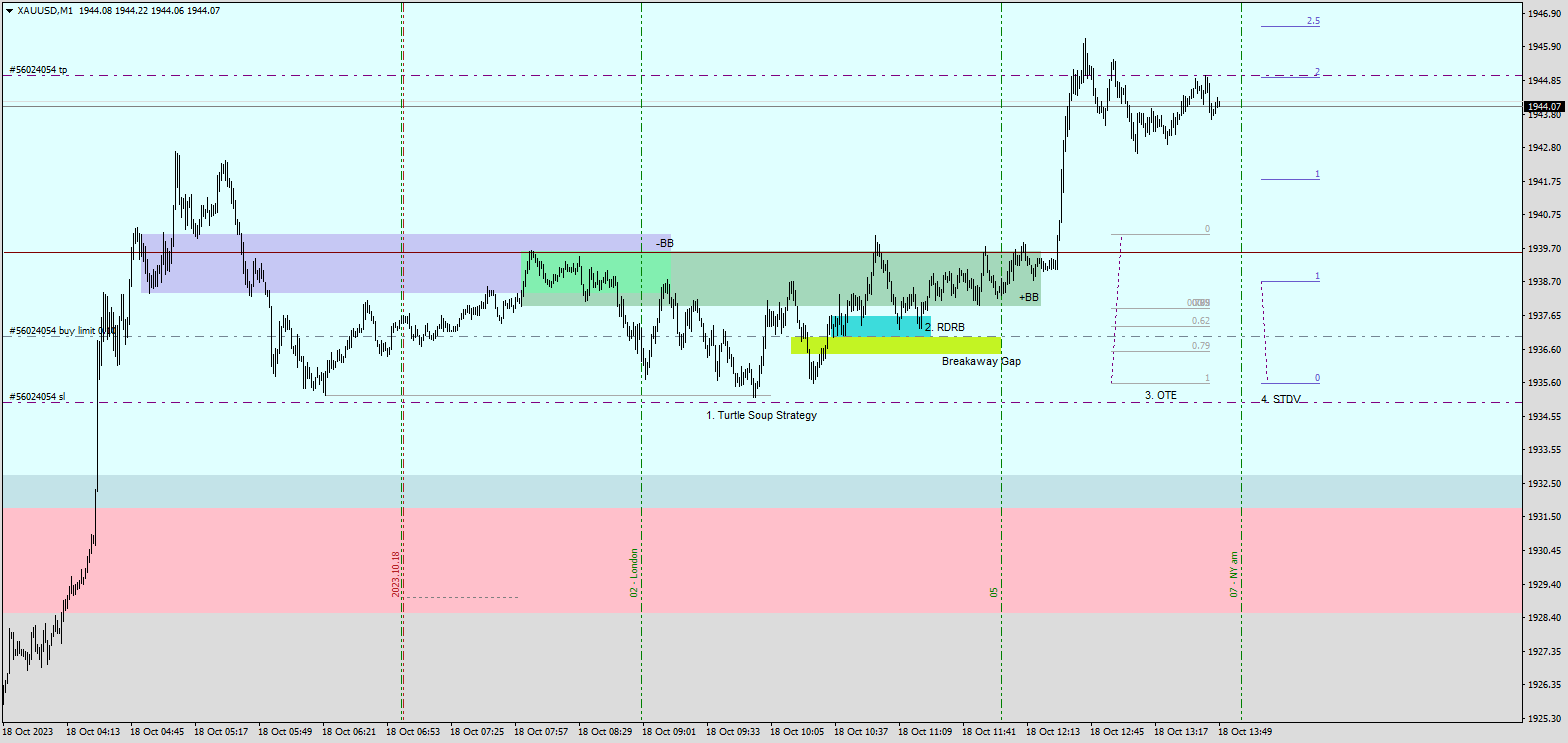 XAUUSD,M1 1944.08 1944.22 1944.06 1944.07
#56024054 tp
#56024054 buy limit
#56024054 sl
-BB
+BB
2. RDRB
Breakaway Gap
1. Turtle Soup Strategy
3. OTE
4. STDV
0
0.62
0.79
1
2.5
2
1
1
0
2023.10.18
02 - London
05
07 - NY am
1946.90
1945.90
1944.85
1944.07
1943.80
1942.80
1941.75
1940.75
1939.70
1938.70
1937.65
1936.60
1935.60
1934.55
1933.55
1932.50
1931.50
1930.45
1929.40
1928.40
1927.35
1926.35
1925.30
18 Oct 2023
18 Oct 04:13
18 Oct 04:45
18 Oct 05:17
18 Oct 05:49
18 Oct 06:21
18 Oct 06:53
18 Oct 07:25
18 Oct 07:57
18 Oct 08:29
18 Oct 09:01
18 Oct 09:33
18 Oct 10:05
18 Oct 10:37
18 Oct 11:09
18 Oct 11:41
18 Oct 12:13
18 Oct 12:45
18 Oct 13:17
18 Oct 13:49